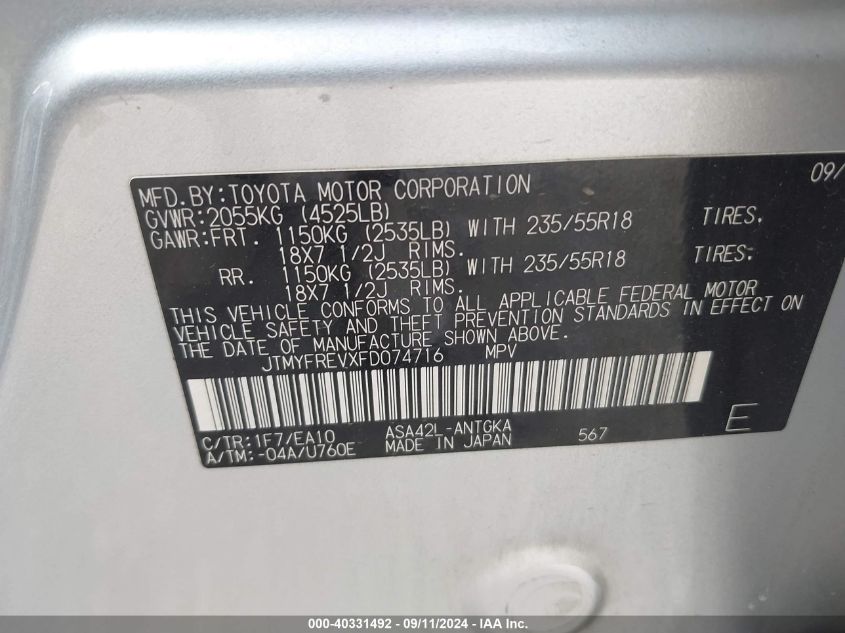 MFD.BY:TOYOTA MOTOR CORPORATION 09/
GVWR:2055KG (4525LB)
GAWR:FRT. 1150KG (2535LB) WITH 235/55R18 TIRES.
18X7 1/2J RIMS.
RR. 1150KG (2535LB) WITH 235/55R18 TIRES:
18X7 1/2J RIMS.
THIS VEHICLE CONFORMS TO ALL APPLICABLE FEDERAL MOTOR
VEHICLE SAFETY AND THEFT PREVENTION STANDARDS IN EFFECT ON
THE DATE OF MANUFACTURE SHOWN ABOVE.
JTMYFREVXFD074716 MPV
C/TR:1F7/EA10 ASA42L-ANTGKA 567 E
A/TM:-04A/U760E MADE IN JAPAN
000-40331492 - 09/11/2024 - IAA Inc.